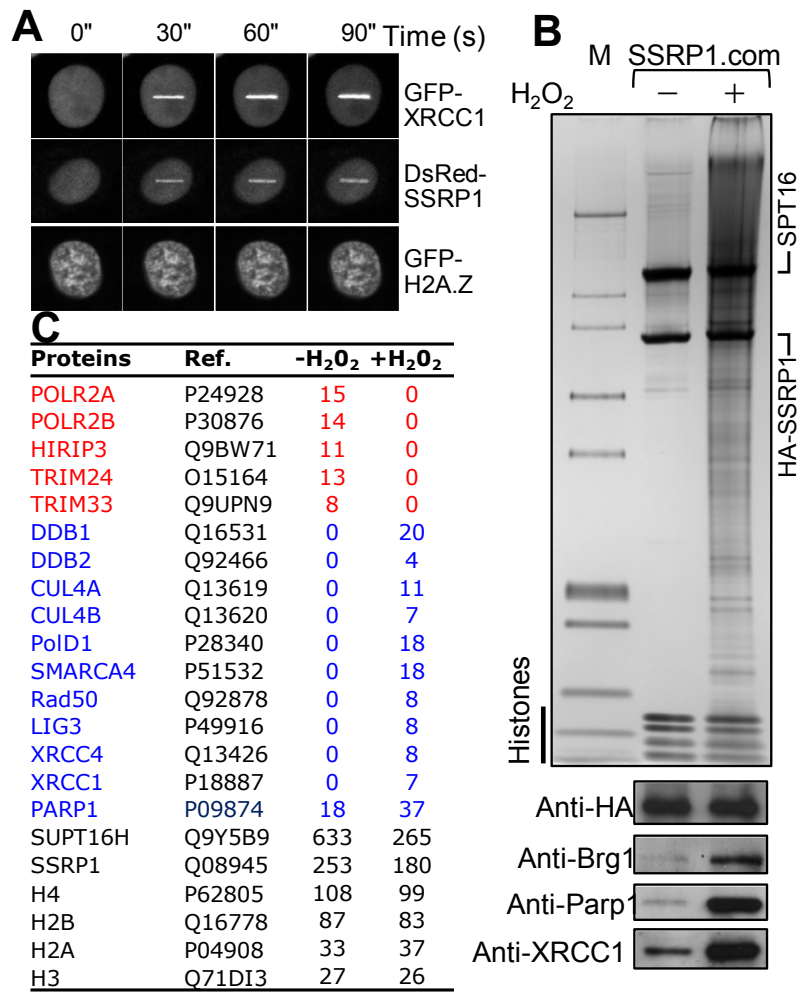 A
0" 30" 60" 90" Time (s)
GFP-
XRCC1
DsRed-
SSRP1
GFP-
H2A.Z
B
M SSRP1.com
H2O2 − +
SPT16
HA-SSRP1
Histones
Anti-HA
Anti-Brg1
Anti-Parp1
Anti-XRCC1
C
Proteins Ref. -H2O2 +H2O2
POLR2A P24928 15 0
POLR2B P30876 14 0
HIRIP3 Q9BW71 11 0
TRIM24 O15164 13 0
TRIM33 Q9UPN9 8 0
DDB1 Q16531 0 20
DDB2 Q92466 0 4
CUL4A Q13619 0 11
CUL4B Q13620 0 7
PolD1 P28340 0 18
SMARCA4 P51532 0 18
Rad50 Q92878 0 8
LIG3 P49916 0 8
XRCC4 Q13426 0 8
XRCC1 P18887 0 7
PARP1 P09874 18 37
SUPT16H Q9Y5B9 633 265
SSRP1 Q08945 253 180
H4 P62805 108 99
H2B Q16778 87 83
H2A P04908 33 37
H3 Q71DI3 27 26